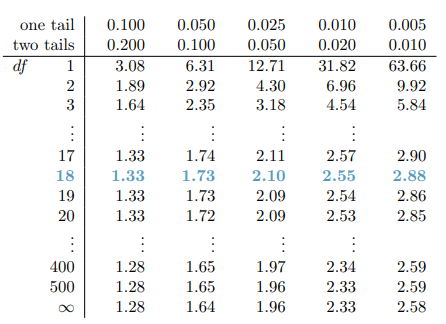 one tail 0.100 0.050 0.025 0.010 0.005
two tails 0.200 0.100 0.050 0.020 0.010
df 1 3.08 6.31 12.71 31.82 63.66
2 1.89 2.92 4.30 6.96 9.92
3 1.64 2.35 3.18 4.54 5.84
⋮ ⋮ ⋮ ⋮ ⋮
17 1.33 1.74 2.11 2.57 2.90
18 1.33 1.73 2.10 2.55 2.88
19 1.33 1.73 2.09 2.54 2.86
20 1.33 1.72 2.09 2.53 2.85
⋮ ⋮ ⋮ ⋮ ⋮
400 1.28 1.65 1.97 2.34 2.59
500 1.28 1.65 1.96 2.33 2.59
∞ 1.28 1.64 1.96 2.33 2.58